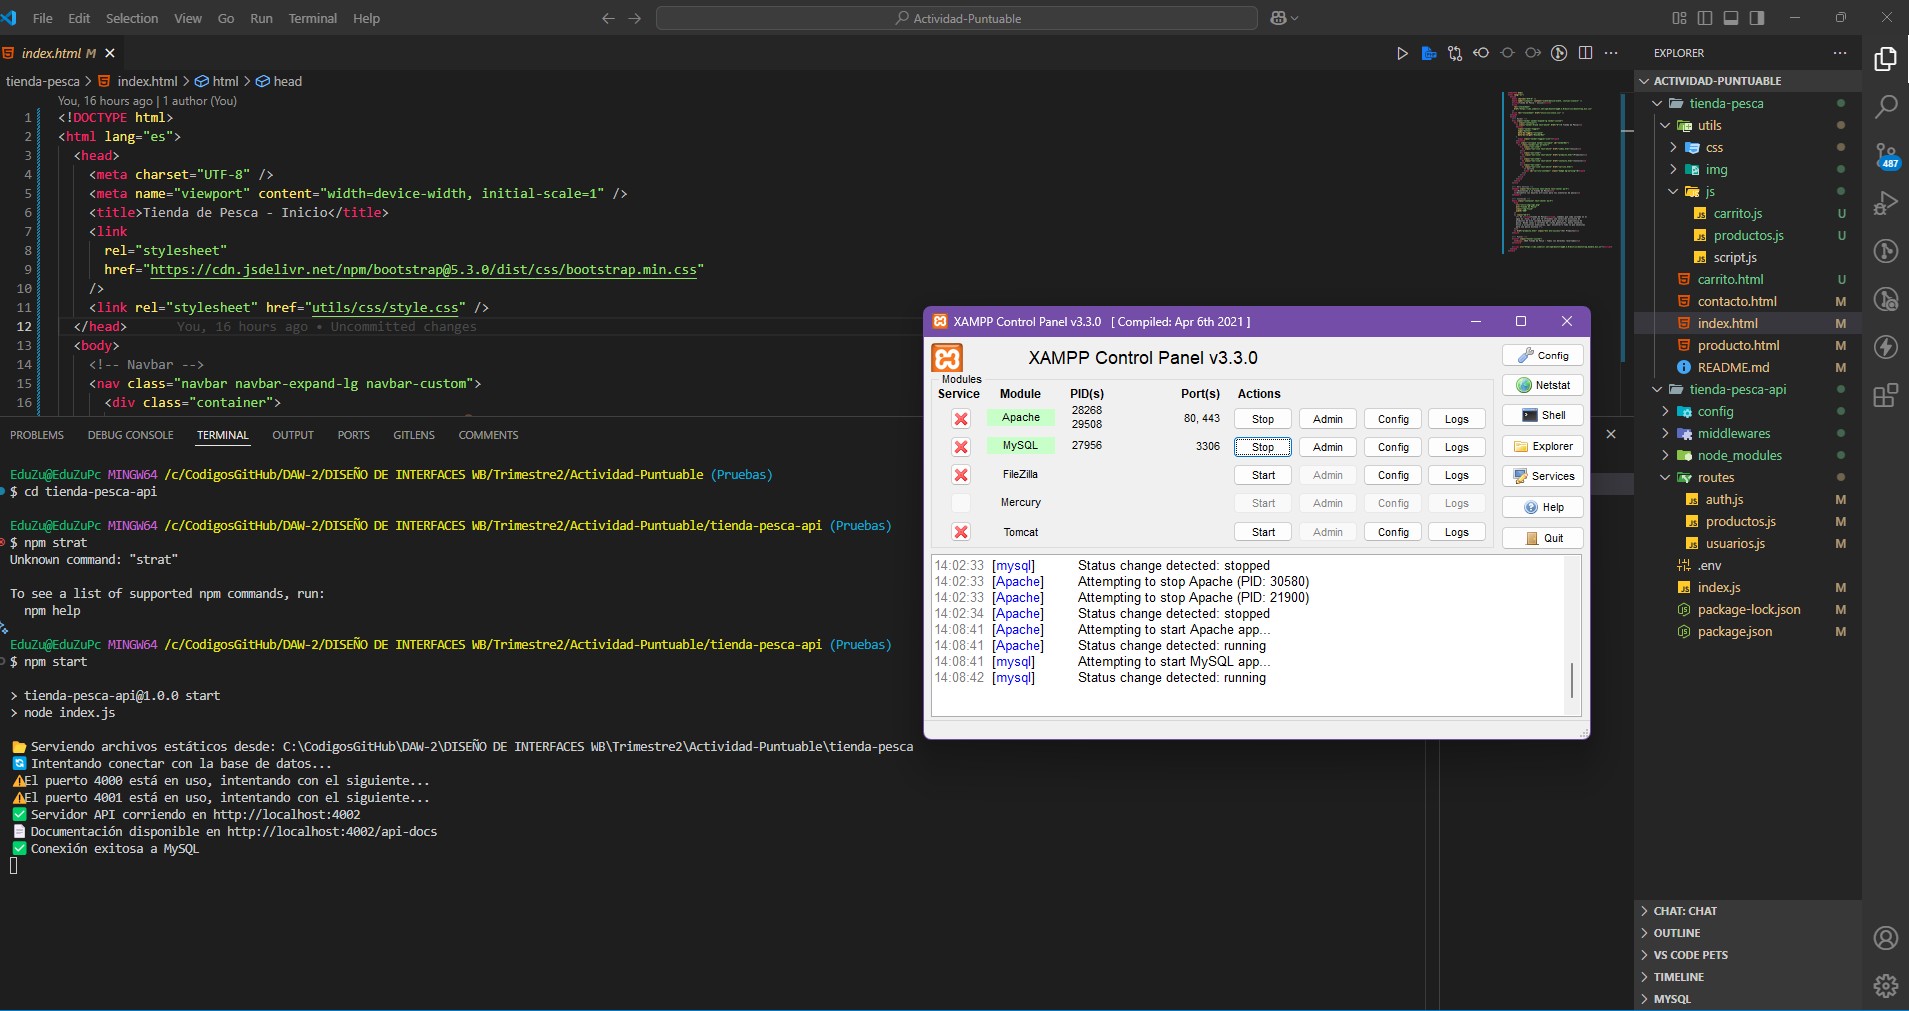 File Edit Selection View Go Run Terminal Help
Actividad-Puntuable
index.html M
tienda-pesca > index.html > html > head
You, 16 hours ago | 1 author (You)
1 <!DOCTYPE html>
2 <html lang="es">
3 <head>
4 <meta charset="UTF-8" />
5 <meta name="viewport" content="width=device-width, initial-scale=1" />
6 <title>Tienda de Pesca - Inicio</title>
7 <link
8 rel="stylesheet"
9 href="https://cdn.jsdelivr.net/npm/bootstrap@5.3.0/dist/css/bootstrap.min.css"
10 />
11 <link rel="stylesheet" href="utils/css/style.css" />
12 </head> You, 16 hours ago • Uncommitted changes
13 <body>
14 <!-- Navbar -->
15 <nav class="navbar navbar-expand-lg navbar-custom">
16 <div class="container">
PROBLEMS DEBUG CONSOLE TERMINAL OUTPUT PORTS GITLENS COMMENTS
EduZu@EduZuPc MINGW64 /c/CodigosGitHub/DAW-2/DISEÑO DE INTERFACES WB/Trimestre2/Actividad-Puntuable (Pruebas)
$ cd tienda-pesca-api
EduZu@EduZuPc MINGW64 /c/CodigosGitHub/DAW-2/DISEÑO DE INTERFACES WB/Trimestre2/Actividad-Puntuable/tienda-pesca-api (Pruebas)
$ npm strat
Unknown command: "strat"
To see a list of supported npm commands, run:
npm help
EduZu@EduZuPc MINGW64 /c/CodigosGitHub/DAW-2/DISEÑO DE INTERFACES WB/Trimestre2/Actividad-Puntuable/tienda-pesca-api (Pruebas)
$ npm start
> tienda-pesca-api@1.0.0 start
> node index.js
Serviendo archivos estáticos desde: C:\CodigosGitHub\DAW-2\DISEÑO DE INTERFACES WB\Trimestre2\Actividad-Puntuable\tienda-pesca
Intentando conectar con la base de datos...
El puerto 4000 está en uso, intentando con el siguiente...
El puerto 4001 está en uso, intentando con el siguiente...
Servidor API corriendo en http://localhost:4002
Documentación disponible en http://localhost:4002/api-docs
Conexión exitosa a MySQL
XAMPP Control Panel v3.3.0 [ Compiled: Apr 6th 2021 ]
XAMPP Control Panel v3.3.0
Modules
Service Module PID(s) Port(s) Actions
Apache 28268 29508 80, 443 Stop Admin Config Logs
MySQL 27956 3306 Stop Admin Config Logs
FileZilla Start Admin Config Logs
Mercury Start Admin Config Logs
Tomcat Start Admin Config Logs
Config
Netstat
Shell
Explorer
Services
Help
Quit
14:02:33 [mysql] Status change detected: stopped
14:02:33 [Apache] Attempting to stop Apache (PID: 30580)
14:02:33 [Apache] Attempting to stop Apache (PID: 21900)
14:02:34 [Apache] Status change detected: stopped
14:08:41 [Apache] Attempting to start Apache app...
14:08:41 [Apache] Status change detected: running
14:08:41 [mysql] Attempting to start MySQL app...
14:08:42 [mysql] Status change detected: running
EXPLORER
ACTIVIDAD-PUNTUABLE
tienda-pesca
utils
css
img
js
carrito.js U
productos.js U
script.js
carrito.html U
contacto.html M
index.html M
producto.html M
README.md M
tienda-pesca-api
config
middlewares
node_modules
routes
auth.js M
productos.js M
usuarios.js M
.env
index.js M
package-lock.json M
package.json M
CHAT: CHAT
OUTLINE
VS CODE PETS
TIMELINE
MYSQL
487